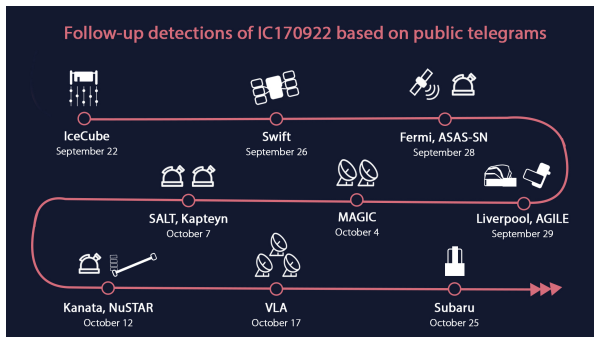 Follow-up detections of IC170922 based on public telegrams
IceCube
September 22
Swift
September 26
Fermi, ASAS-SN
September 28
Liverpool, AGILE
September 29
MAGIC
October 4
SALT, Kapteyn
October 7
Kanata, NuSTAR
October 12
VLA
October 17
Subaru
October 25